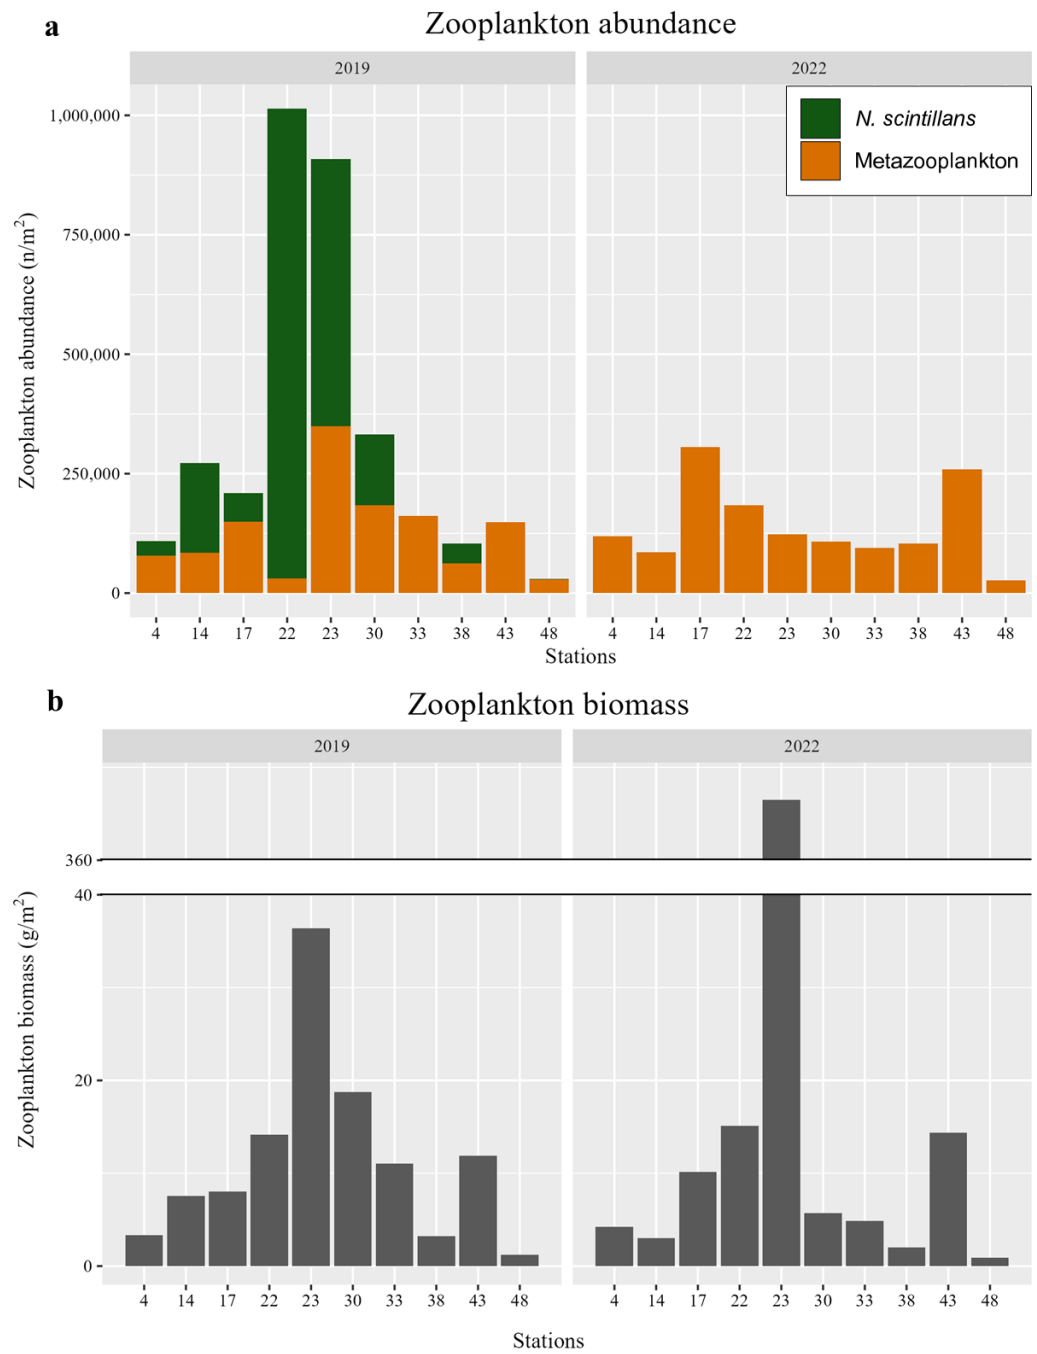 a
Zooplankton abundance
2019
2022
N. scintillans
Metazooplankton
Zooplankton abundance (n/m²)
1,000,000
750,000
500,000
250,000
0
4 14 17 22 23 30 33 38 43 48
4 14 17 22 23 30 33 38 43 48
Stations
b
Zooplankton biomass
2019
2022
Zooplankton biomass (g/m²)
360
40
20
0
4 14 17 22 23 30 33 38 43 48
4 14 17 22 23 30 33 38 43 48
Stations